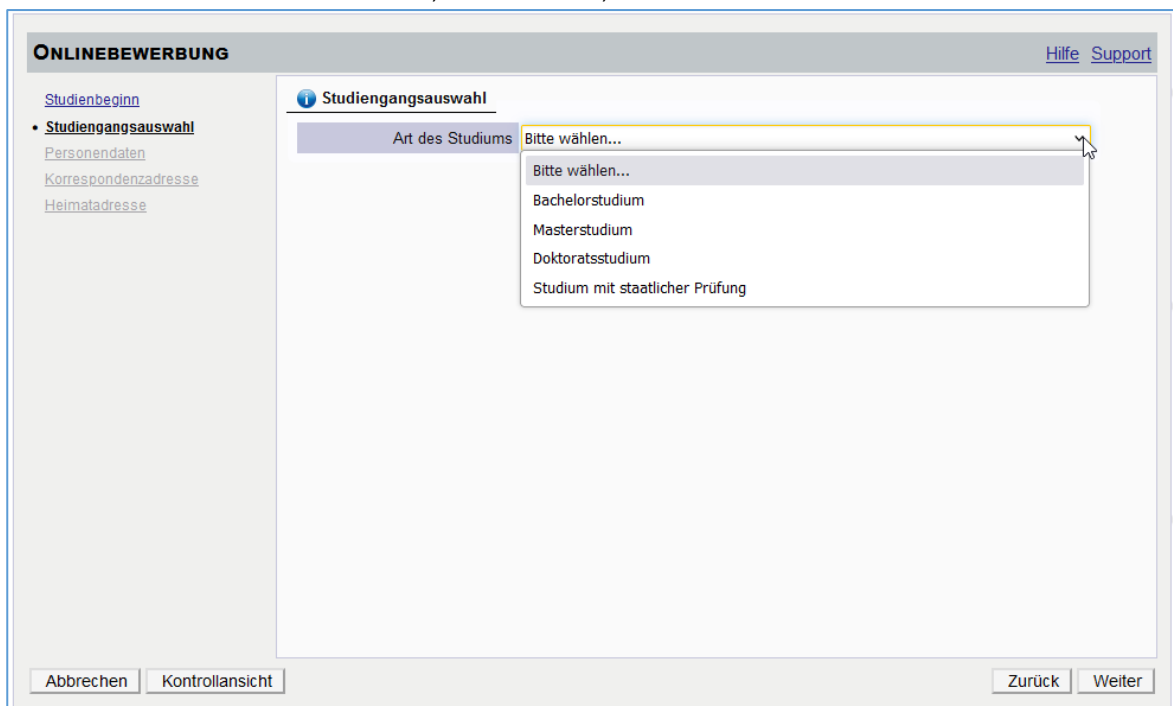 ONLINEBEWERBUNG Hilfe Support
Studienbeginn
Studiengangsauswahl
Personendaten
Korrespondenzadresse
Heimatadresse
Studiengangsauswahl
Art des Studiums Bitte wählen...
Bitte wählen...
Bachelorstudium
Masterstudium
Doktoratsstudium
Studium mit staatlicher Prüfung
Abbrechen Kontrollansicht Zurück Weiter